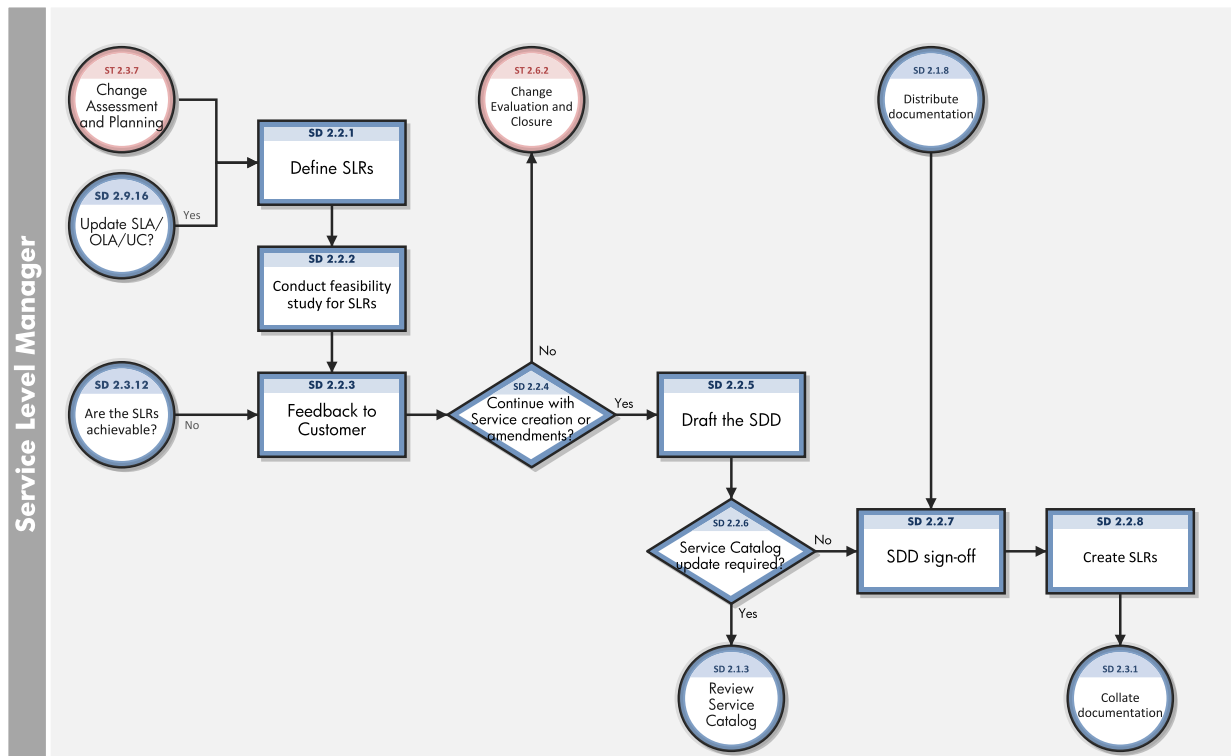 Service Level Manager
ST 2.3.7
Change
Assessment
and Planning
SD 2.9.16
Update SLA/
OLA/UC?
Yes
SD 2.2.1
Define SLRs
SD 2.2.2
Conduct feasibility
study for SLRs
SD 2.3.12
Are the SLRs
achievable?
No
SD 2.2.3
Feedback to
Customer
ST 2.6.2
Change
Evaluation and
Closure
No
SD 2.2.4
Continue with
Service creation or
amendments?
Yes
SD 2.2.5
Draft the SDD
SD 2.2.6
Service Catalog
update required?
No
Yes
SD 2.1.3
Review
Service
Catalog
SD 2.1.8
Distribute
documentation
SD 2.2.7
SDD sign-off
SD 2.2.8
Create SLRs
SD 2.3.1
Collate
documentation